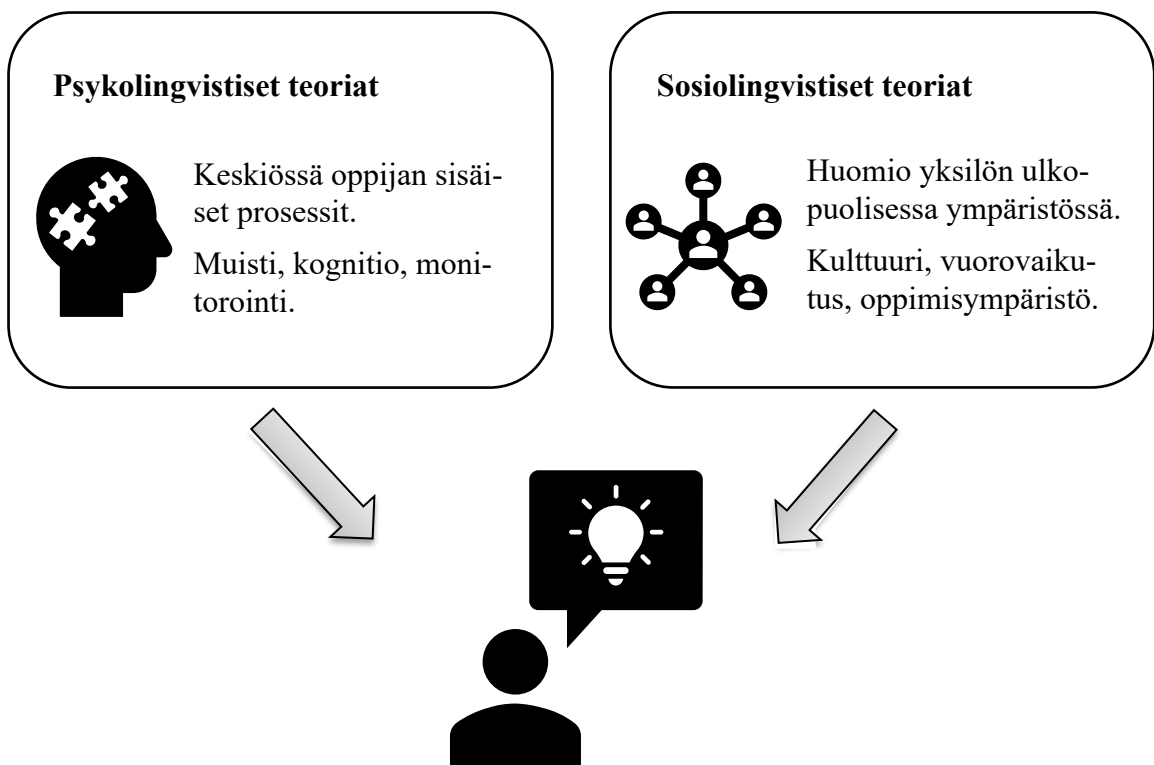 Psykolingvistiset teoriat
Keskiössä oppijan sisäi-
set prosessit.
Muisti, kognitio, moni-
torointi.
Sosiolingvistiset teoriat
Huomio yksilön ulko-
puolisessa ympäristössä.
Kulttuuri, vuorovaiku-
tus, oppimisympäristö.